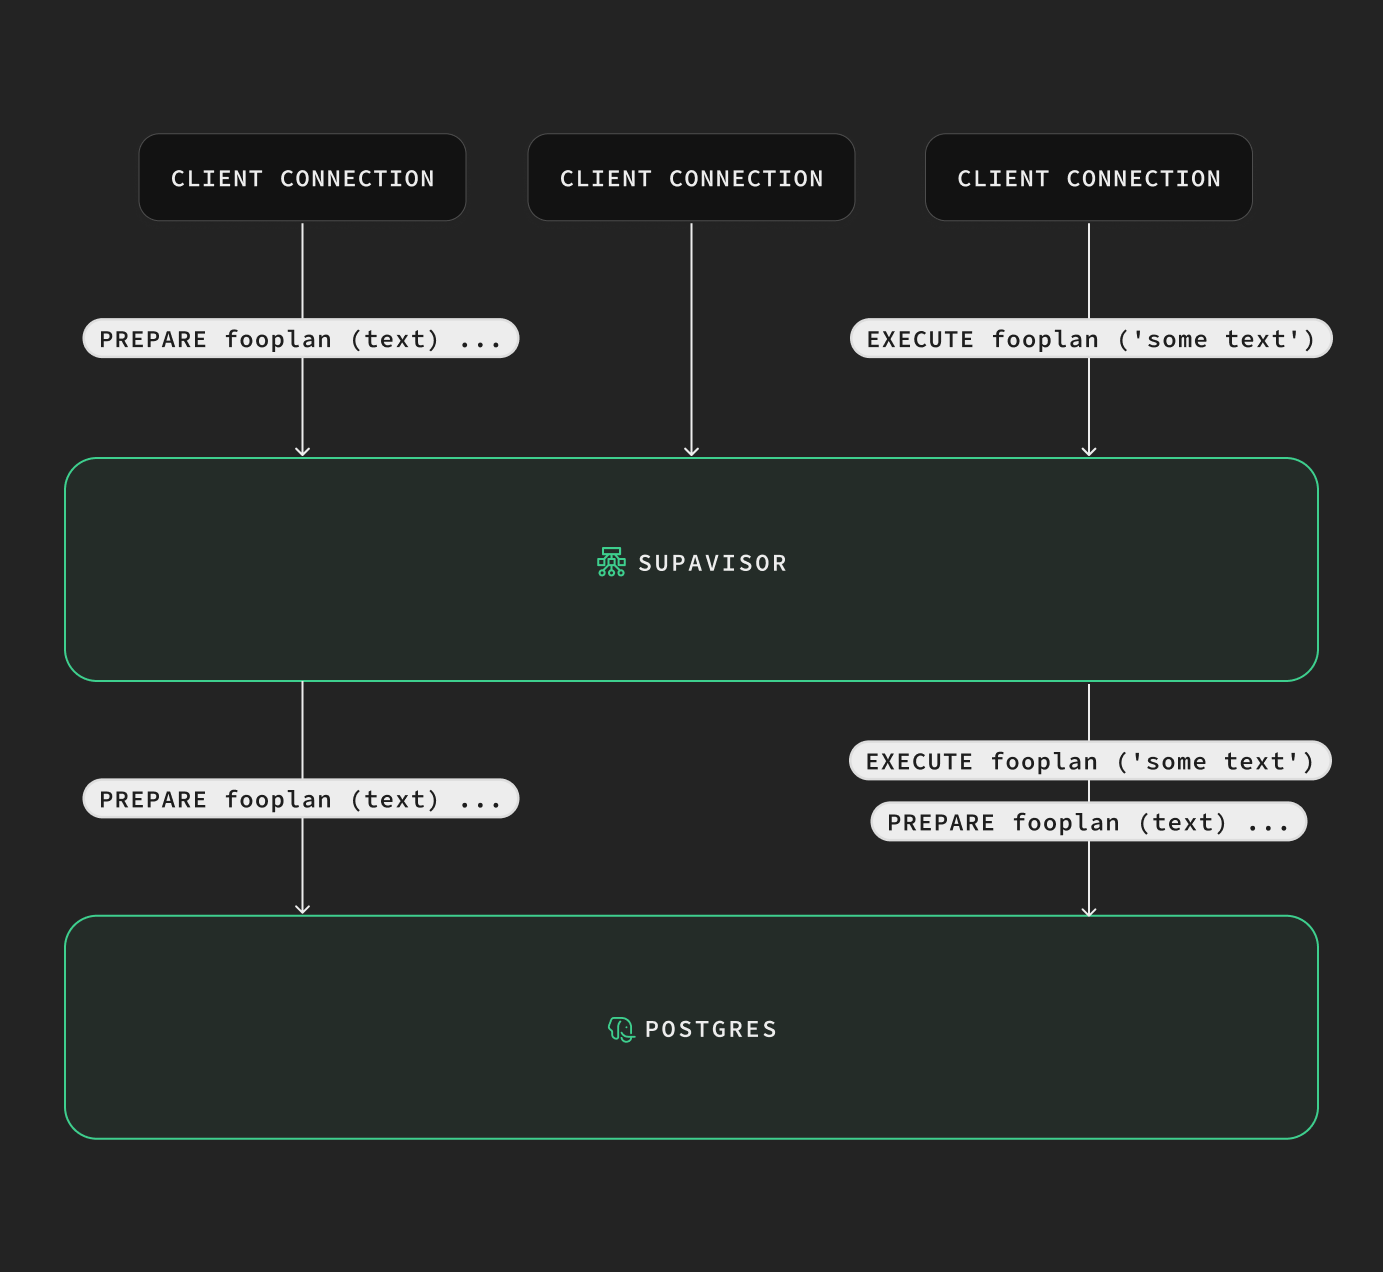 CLIENT CONNECTION
CLIENT CONNECTION
CLIENT CONNECTION
PREPARE fooplan (text) ...
EXECUTE fooplan ('some text')
SUPAVISOR
EXECUTE fooplan ('some text')
PREPARE fooplan (text) ...
PREPARE fooplan (text) ...
POSTGRES